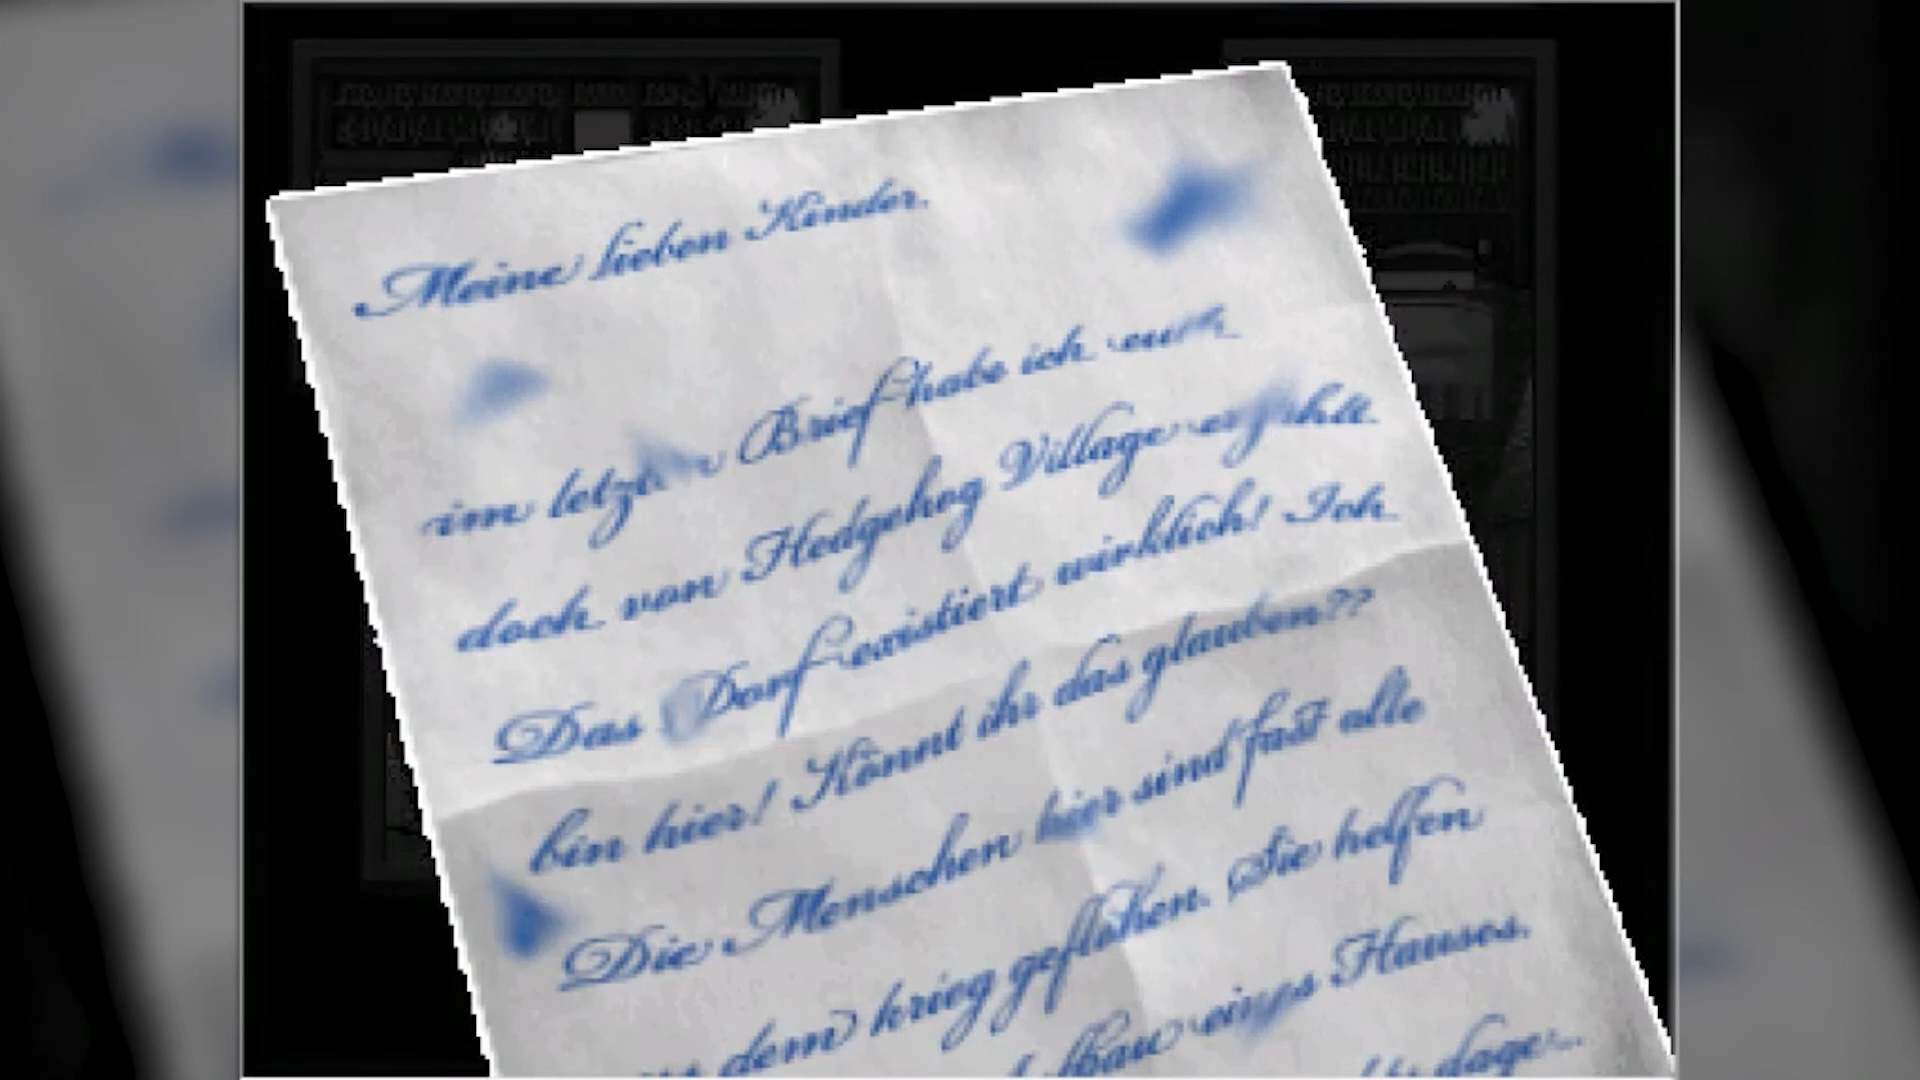 Meine lieben Kinder.
im letzten Brief habe ich euch
doch von Hedgehog Village erzählt.
Das Dorf existiert wirklich! Ich
bin hier! Könnt ihr das glauben??
Die Menschen hier sind fast alle
dem krieg geflohen. Sie helfen
eines Hauses.